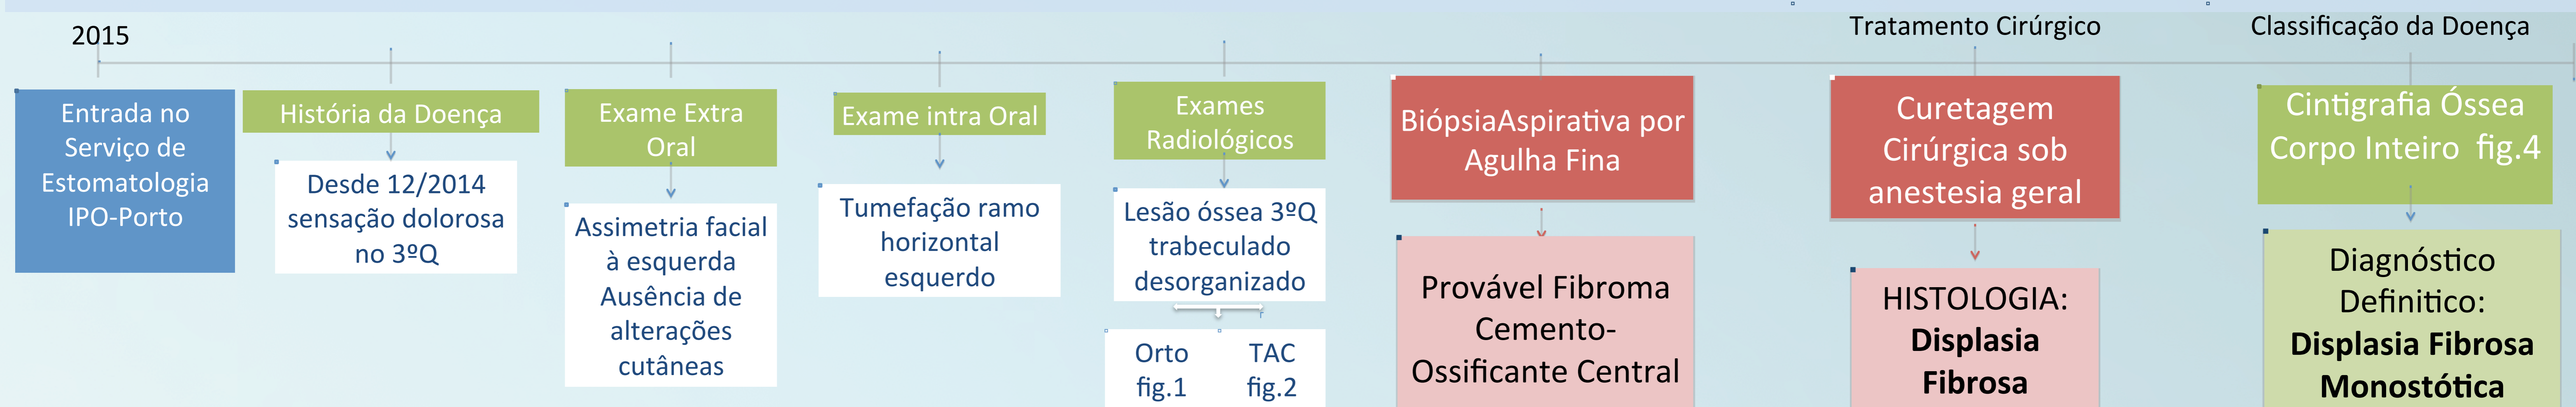 2015
Tratamento Cirúrgico
Classificação da Doença
Entrada no
Serviço de
Estomatologia
IPO-Porto
História da Doença
Desde 12/2014
sensação dolorosa
no 3ºQ
Exame Extra
Oral
Assimetria facial
à esquerda
Ausência de
alterações
cutâneas
Exame intra Oral
Tumefação ramo
horizontal
esquerdo
Exames
Radiológicos
Lesão óssea 3ºQ
trabeculado
desorganizado
Orto
fig.1
TAC
fig.2
BiópsiaAspirativa por
Agulha Fina
Provável Fibroma
Cemento-
Ossificante Central
Curetagem
Cirúrgica sob
anestesia geral
HISTOLOGIA:
Displasia
Fibrosa
Cintigrafia Óssea
Corpo Inteiro fig.4
Diagnóstico
Definitico:
Displasia Fibrosa
Monostótica